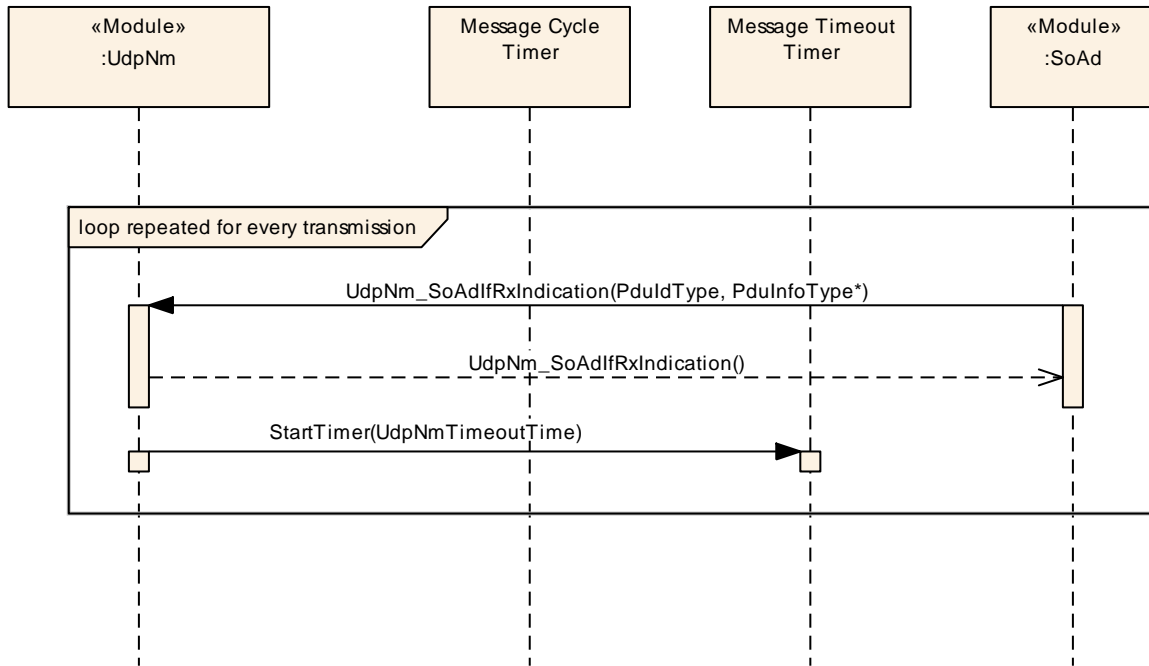 «Module»
:UdpNm
Message Cycle
Timer
Message Timeout
Timer
«Module»
:SoAd
loop repeated for every transmission
UdpNm_SoAdIfRxIndication(PduIdType, PduInfoType*)
UdpNm_SoAdIfRxIndication()
StartTimer(UdpNmTimeoutTime)